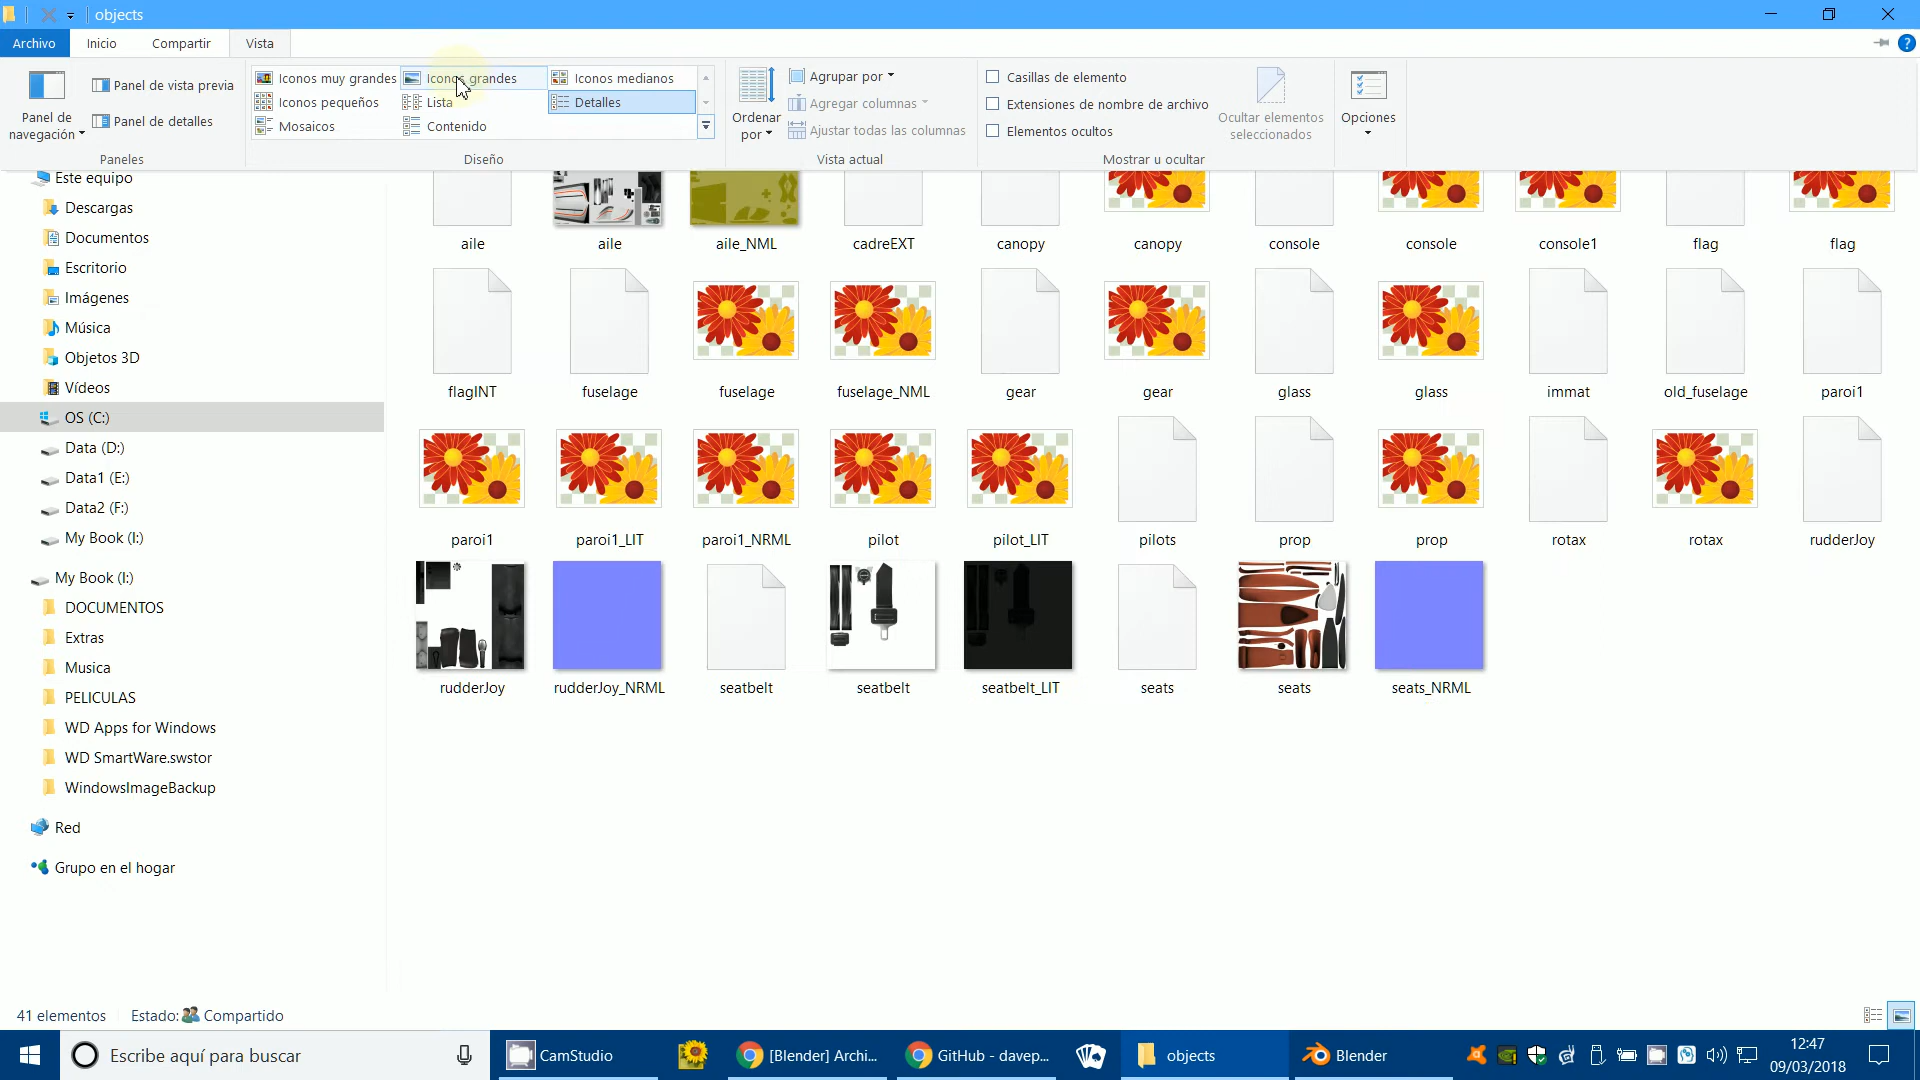 objects
Archivo Inicio Compartir Vista
Panel de navegación
Panel de vista previa
Panel de detalles
Paneles
Iconos muy grandes Iconos grandes Iconos medianos
Iconos pequeños Lista Detalles
Mosaicos Contenido
Diseño
Ordenar por
Agrupar por
Agregar columnas
Ajustar todas las columnas
Vista actual
Casillas de elemento
Extensiones de nombre de archivo
Elementos ocultos
Ocultar elementos seleccionados
Mostrar u ocultar
Opciones
Este equipo
Descargas
Documentos
Escritorio
Imágenes
Música
Objetos 3D
Vídeos
OS (C:)
Data (D:)
Data1 (E:)
Data2 (F:)
My Book (I:)
My Book (I:)
DOCUMENTOS
Extras
Musica
PELICULAS
WD Apps for Windows
WD SmartWare.swstor
WindowsImageBackup
Red
Grupo en el hogar
aile aile aile_NML cadreEXT canopy canopy console console console1 flag flag
flagINT fuselage fuselage fuselage_NML gear gear glass glass immat old_fuselage paroi1
paroi1 paroi1_LIT paroi1_NRML pilot pilot_LIT pilots prop prop rotax rotax rudderJoy
rudderJoy rudderJoy_NRML seatbelt seatbelt seatbelt_LIT seats seats seats_NRML
41 elementos Estado: Compartido
Escribe aquí para buscar
CamStudio
[Blender] Archi...
GitHub - davep...
objects
Blender
12:47
09/03/2018